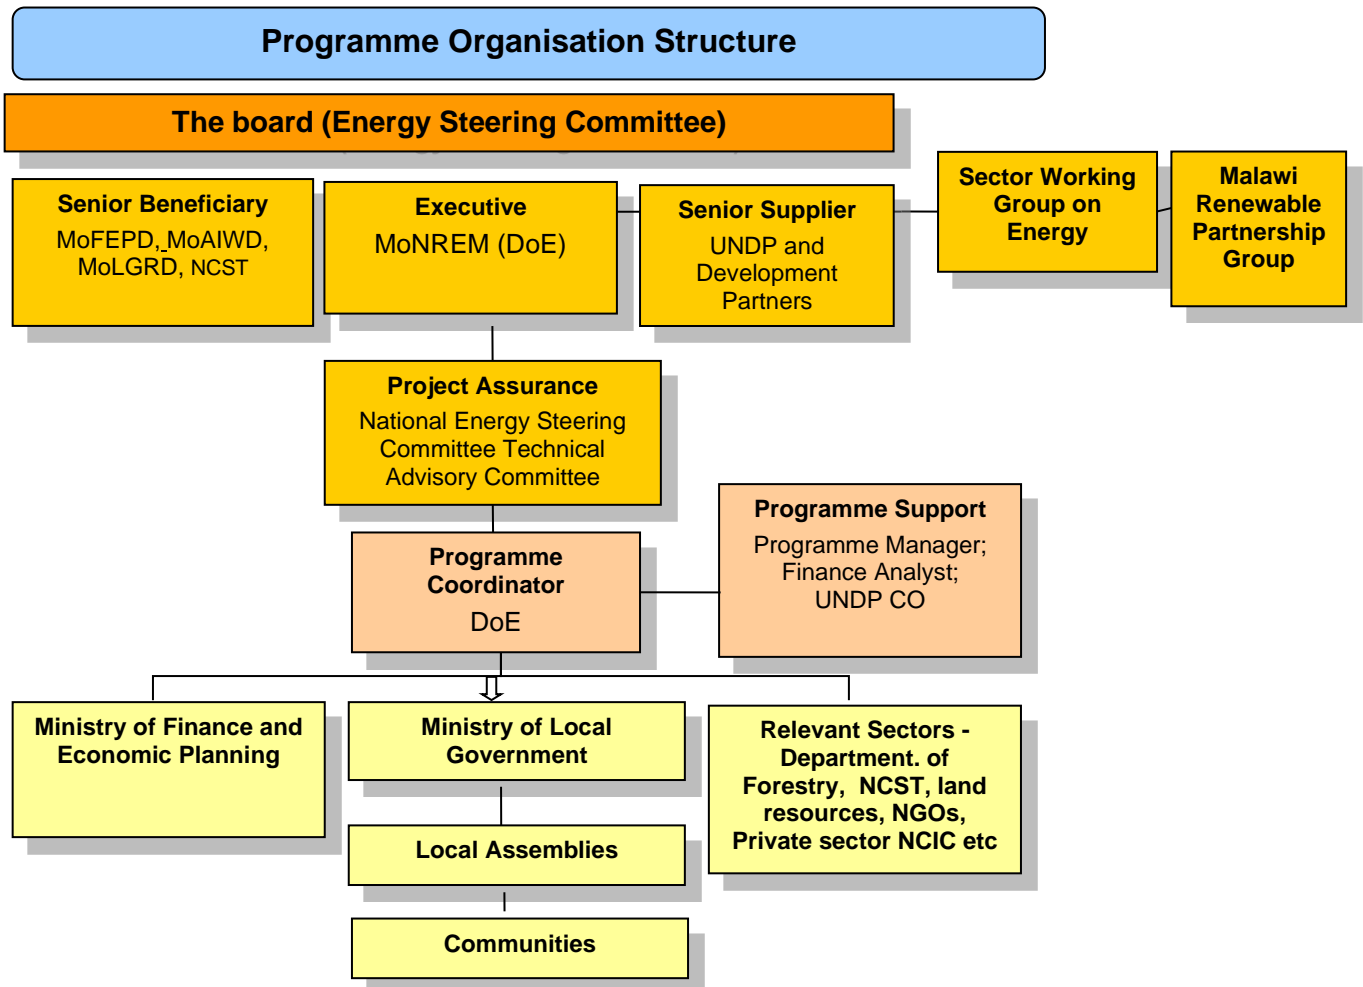 Programme Organisation Structure
The board (Energy Steering Committee)
Senior Beneficiary
MoFEPD, MoAIWD,
MoLGRD, NCST
Executive
MoNREM (DoE)
Senior Supplier
UNDP and
Development
Partners
Sector Working
Group on
Energy
Malawi
Renewable
Partnership
Group
Project Assurance
National Energy Steering
Committee Technical
Advisory Committee
Programme Support
Programme Manager;
Finance Analyst;
UNDP CO
Programme
Coordinator
DoE
Ministry of Finance and
Economic Planning
Ministry of Local
Government
Relevant Sectors -
Department. of
Forestry, NCST, land
resources, NGOs,
Private sector NCIC etc
Local Assemblies
Communities